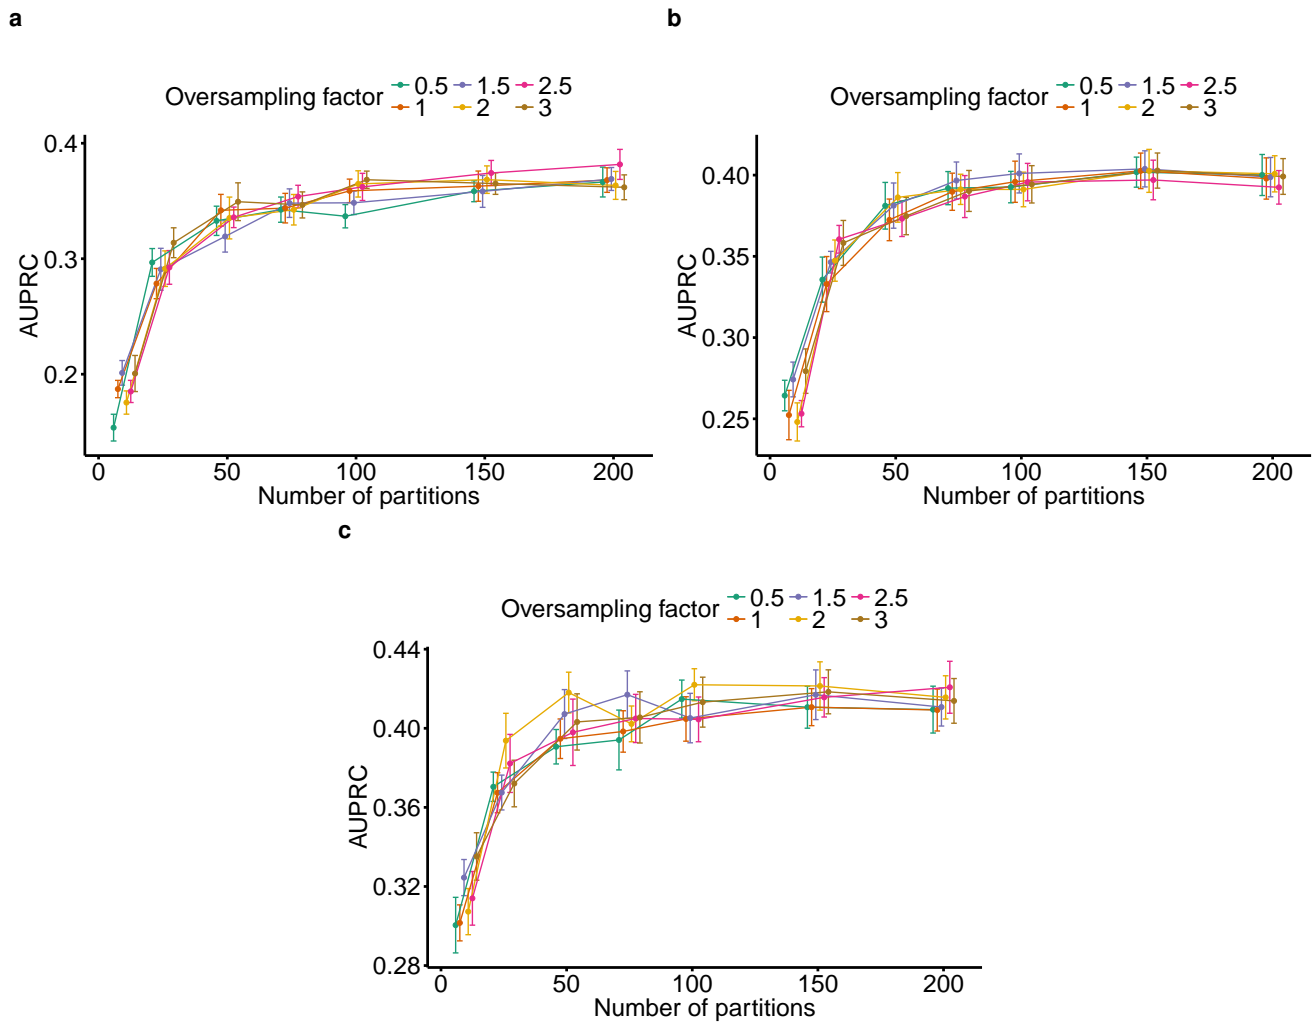 a
Oversampling factor 0.5 1.5 2.5
1 2 3
0.4
0.3
0.2
AUPRC
0 50 100 150 200
Number of partitions
b
Oversampling factor 0.5 1.5 2.5
1 2 3
0.40
0.35
0.30
0.25
AUPRC
0 50 100 150 200
Number of partitions
c
Oversampling factor 0.5 1.5 2.5
1 2 3
0.44
0.40
0.36
0.32
0.28
AUPRC
0 50 100 150 200
Number of partitions